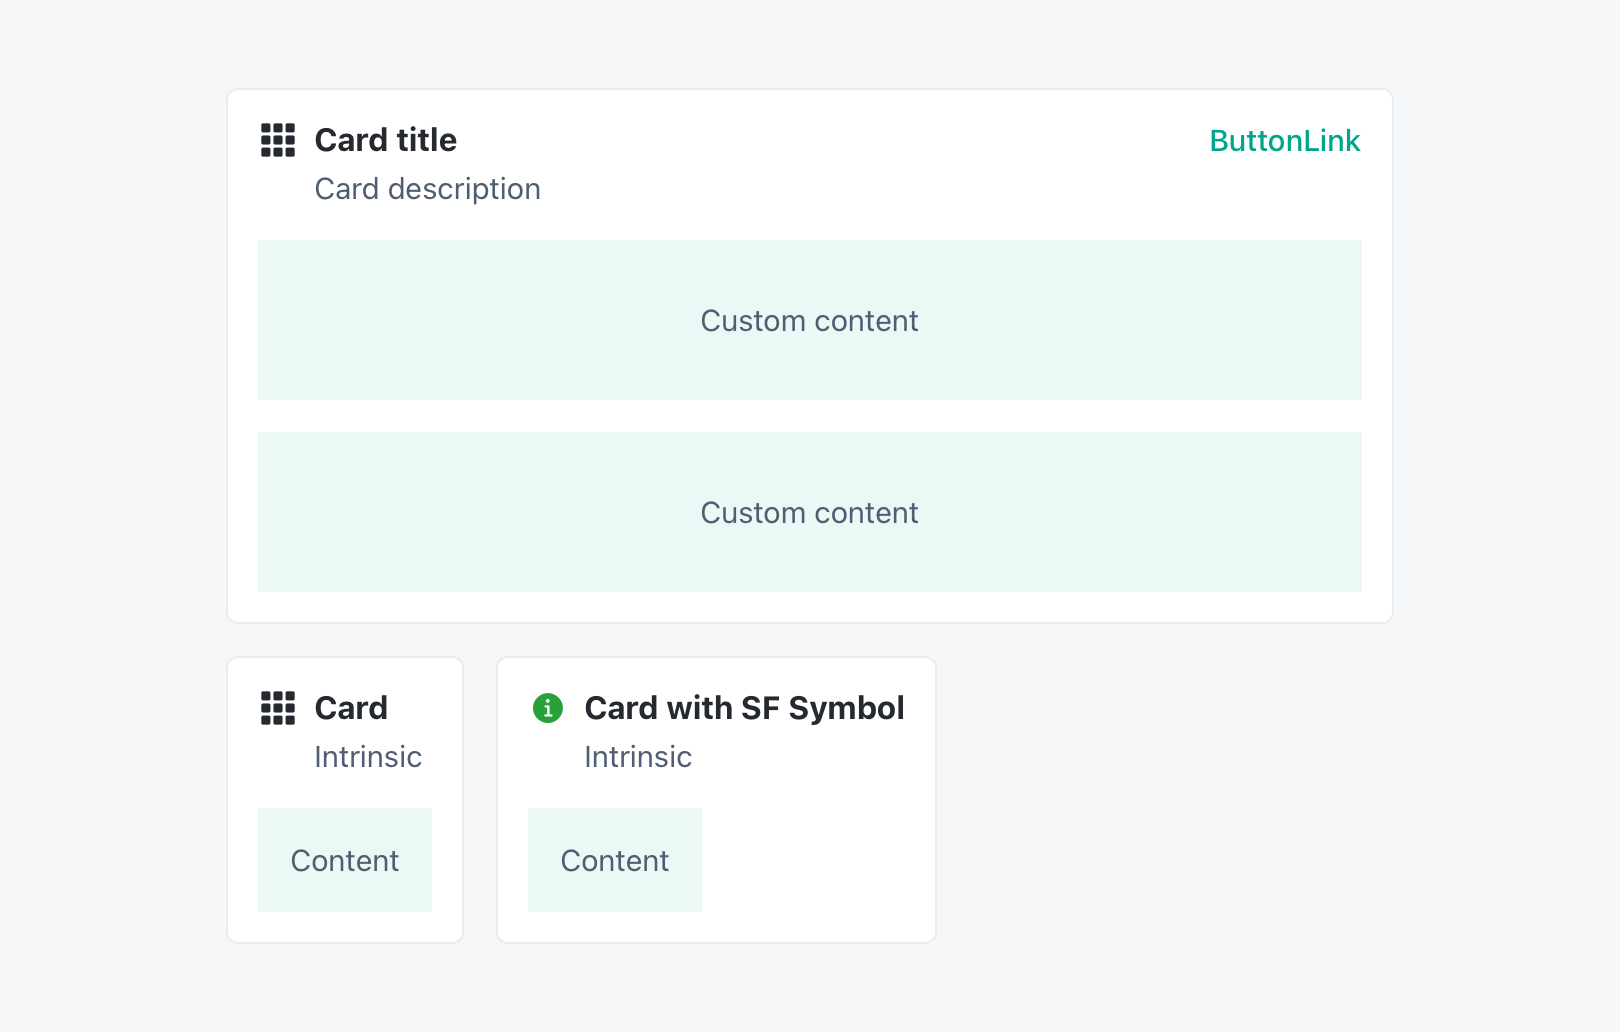 Card title
ButtonLink
Card description
Custom content
Custom content
Card
Intrinsic
Content
Card with SF Symbol
Intrinsic
Content